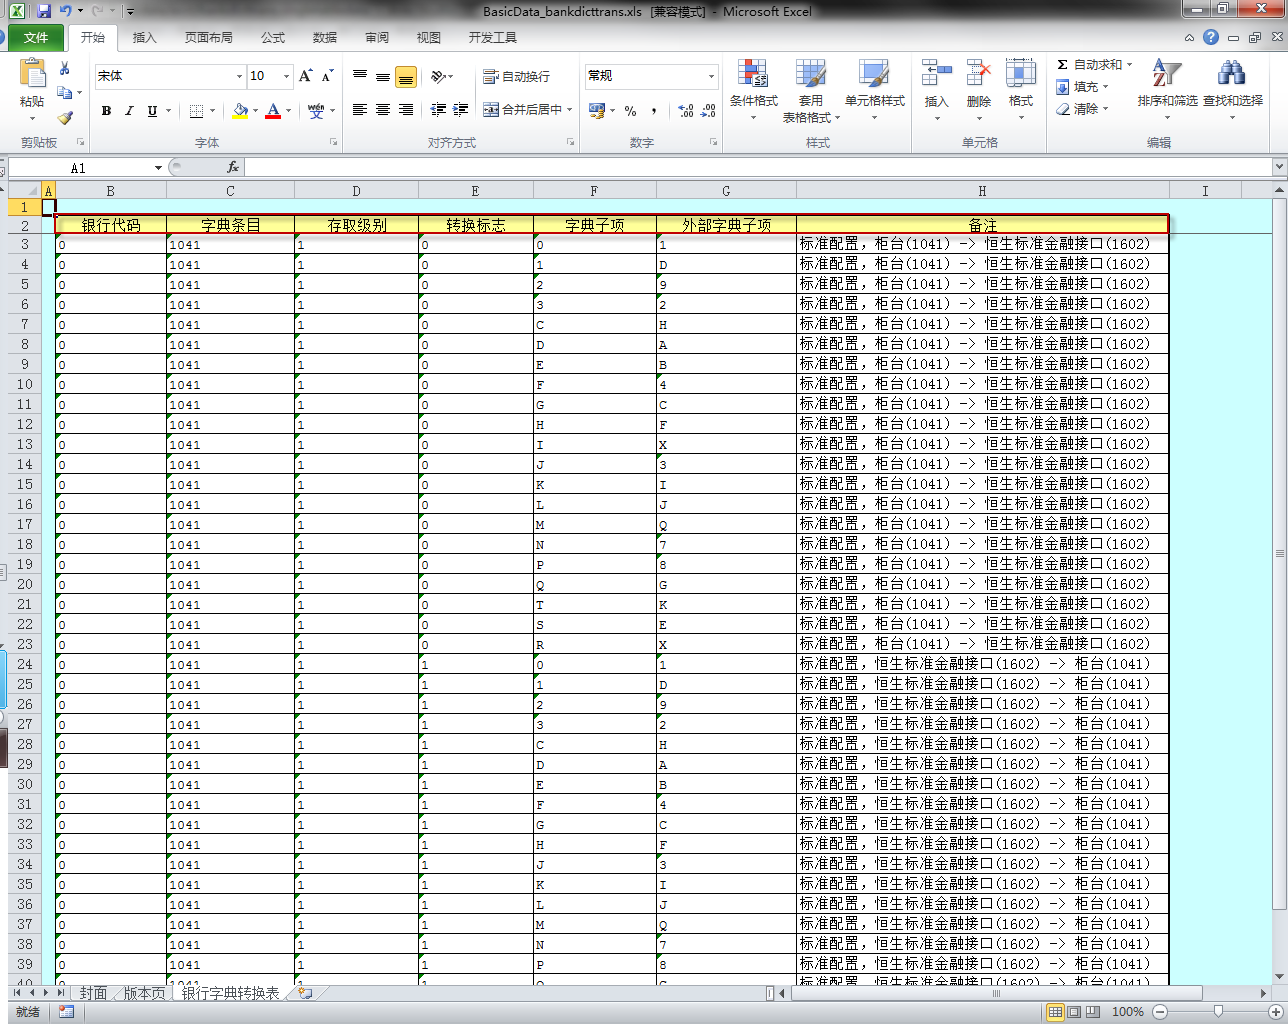 BasicData_bankdicttrans.xls [兼容模式] - Microsoft Excel
文件 开始 插入 页面布局 公式 数据 审阅 视图 开发工具
宋体 10 自动换行 常规 Σ 自动求和
粘贴 B I U 合并后居中 % , 条件格式 套用 表格格式 单元格样式 插入 删除 格式 填充 清除 排序和筛选 查找和选择
剪贴板 字体 对齐方式 数字 样式 单元格 编辑
A1 fx
A B C D E F G H I
1
2 银行代码 字典条目 存取级别 转换标志 字典子项 外部字典子项 备注
3 0 1041 1 0 0 1 标准配置，柜台(1041) -> 恒生标准金融接口(1602)
4 0 1041 1 0 1 D 标准配置，柜台(1041) -> 恒生标准金融接口(1602)
5 0 1041 1 0 2 9 标准配置，柜台(1041) -> 恒生标准金融接口(1602)
6 0 1041 1 0 3 2 标准配置，柜台(1041) -> 恒生标准金融接口(1602)
7 0 1041 1 0 C H 标准配置，柜台(1041) -> 恒生标准金融接口(1602)
8 0 1041 1 0 D A 标准配置，柜台(1041) -> 恒生标准金融接口(1602)
9 0 1041 1 0 E B 标准配置，柜台(1041) -> 恒生标准金融接口(1602)
10 0 1041 1 0 F 4 标准配置，柜台(1041) -> 恒生标准金融接口(1602)
11 0 1041 1 0 G C 标准配置，柜台(1041) -> 恒生标准金融接口(1602)
12 0 1041 1 0 H F 标准配置，柜台(1041) -> 恒生标准金融接口(1602)
13 0 1041 1 0 I X 标准配置，柜台(1041) -> 恒生标准金融接口(1602)
14 0 1041 1 0 J 3 标准配置，柜台(1041) -> 恒生标准金融接口(1602)
15 0 1041 1 0 K I 标准配置，柜台(1041) -> 恒生标准金融接口(1602)
16 0 1041 1 0 L J 标准配置，柜台(1041) -> 恒生标准金融接口(1602)
17 0 1041 1 0 M Q 标准配置，柜台(1041) -> 恒生标准金融接口(1602)
18 0 1041 1 0 N 7 标准配置，柜台(1041) -> 恒生标准金融接口(1602)
19 0 1041 1 0 P 8 标准配置，柜台(1041) -> 恒生标准金融接口(1602)
20 0 1041 1 0 Q G 标准配置，柜台(1041) -> 恒生标准金融接口(1602)
21 0 1041 1 0 T K 标准配置，柜台(1041) -> 恒生标准金融接口(1602)
22 0 1041 1 0 S E 标准配置，柜台(1041) -> 恒生标准金融接口(1602)
23 0 1041 1 0 R X 标准配置，柜台(1041) -> 恒生标准金融接口(1602)
24 0 1041 1 1 0 1 标准配置，恒生标准金融接口(1602) -> 柜台(1041)
25 0 1041 1 1 1 D 标准配置，恒生标准金融接口(1602) -> 柜台(1041)
26 0 1041 1 1 2 9 标准配置，恒生标准金融接口(1602) -> 柜台(1041)
27 0 1041 1 1 3 2 标准配置，恒生标准金融接口(1602) -> 柜台(1041)
28 0 1041 1 1 C H 标准配置，恒生标准金融接口(1602) -> 柜台(1041)
29 0 1041 1 1 D A 标准配置，恒生标准金融接口(1602) -> 柜台(1041)
30 0 1041 1 1 E B 标准配置，恒生标准金融接口(1602) -> 柜台(1041)
31 0 1041 1 1 F 4 标准配置，恒生标准金融接口(1602) -> 柜台(1041)
32 0 1041 1 1 G C 标准配置，恒生标准金融接口(1602) -> 柜台(1041)
33 0 1041 1 1 H F 标准配置，恒生标准金融接口(1602) -> 柜台(1041)
34 0 1041 1 1 J 3 标准配置，恒生标准金融接口(1602) -> 柜台(1041)
35 0 1041 1 1 K I 标准配置，恒生标准金融接口(1602) -> 柜台(1041)
36 0 1041 1 1 L J 标准配置，恒生标准金融接口(1602) -> 柜台(1041)
37 0 1041 1 1 M Q 标准配置，恒生标准金融接口(1602) -> 柜台(1041)
38 0 1041 1 1 N 7 标准配置，恒生标准金融接口(1602) -> 柜台(1041)
39 0 1041 1 1 P 8 标准配置，恒生标准金融接口(1602) -> 柜台(1041)
封面 版本页 银行字典转换表
就绪 100%